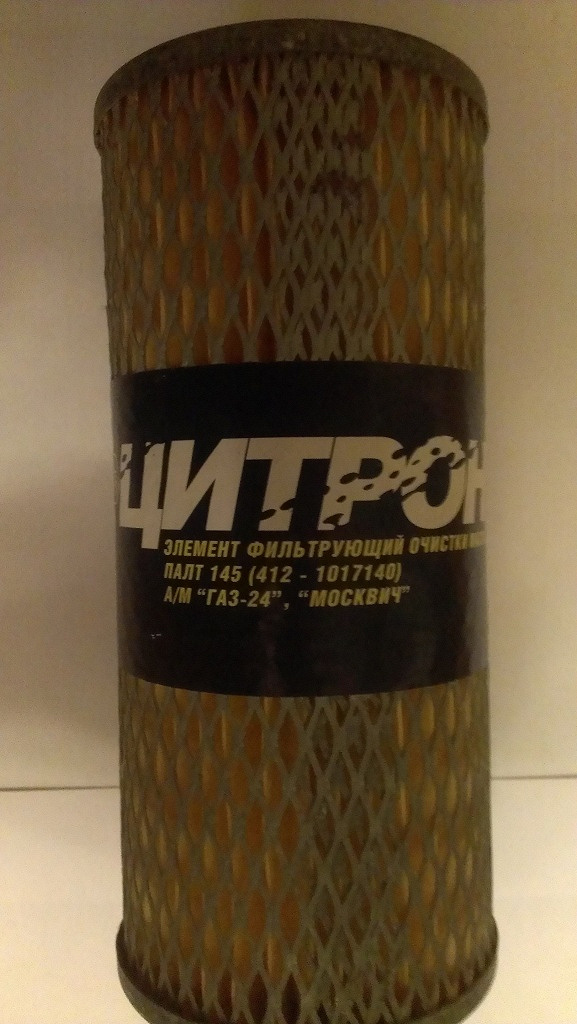 ЦИТРОН
ЭЛЕМЕНТ ФИЛЬТРУЮЩИЙ ОЧИСТКИ
ПАЛТ 145 (412 - 1017140)
А/М "ГАЗ-24", "МОСКВИЧ"